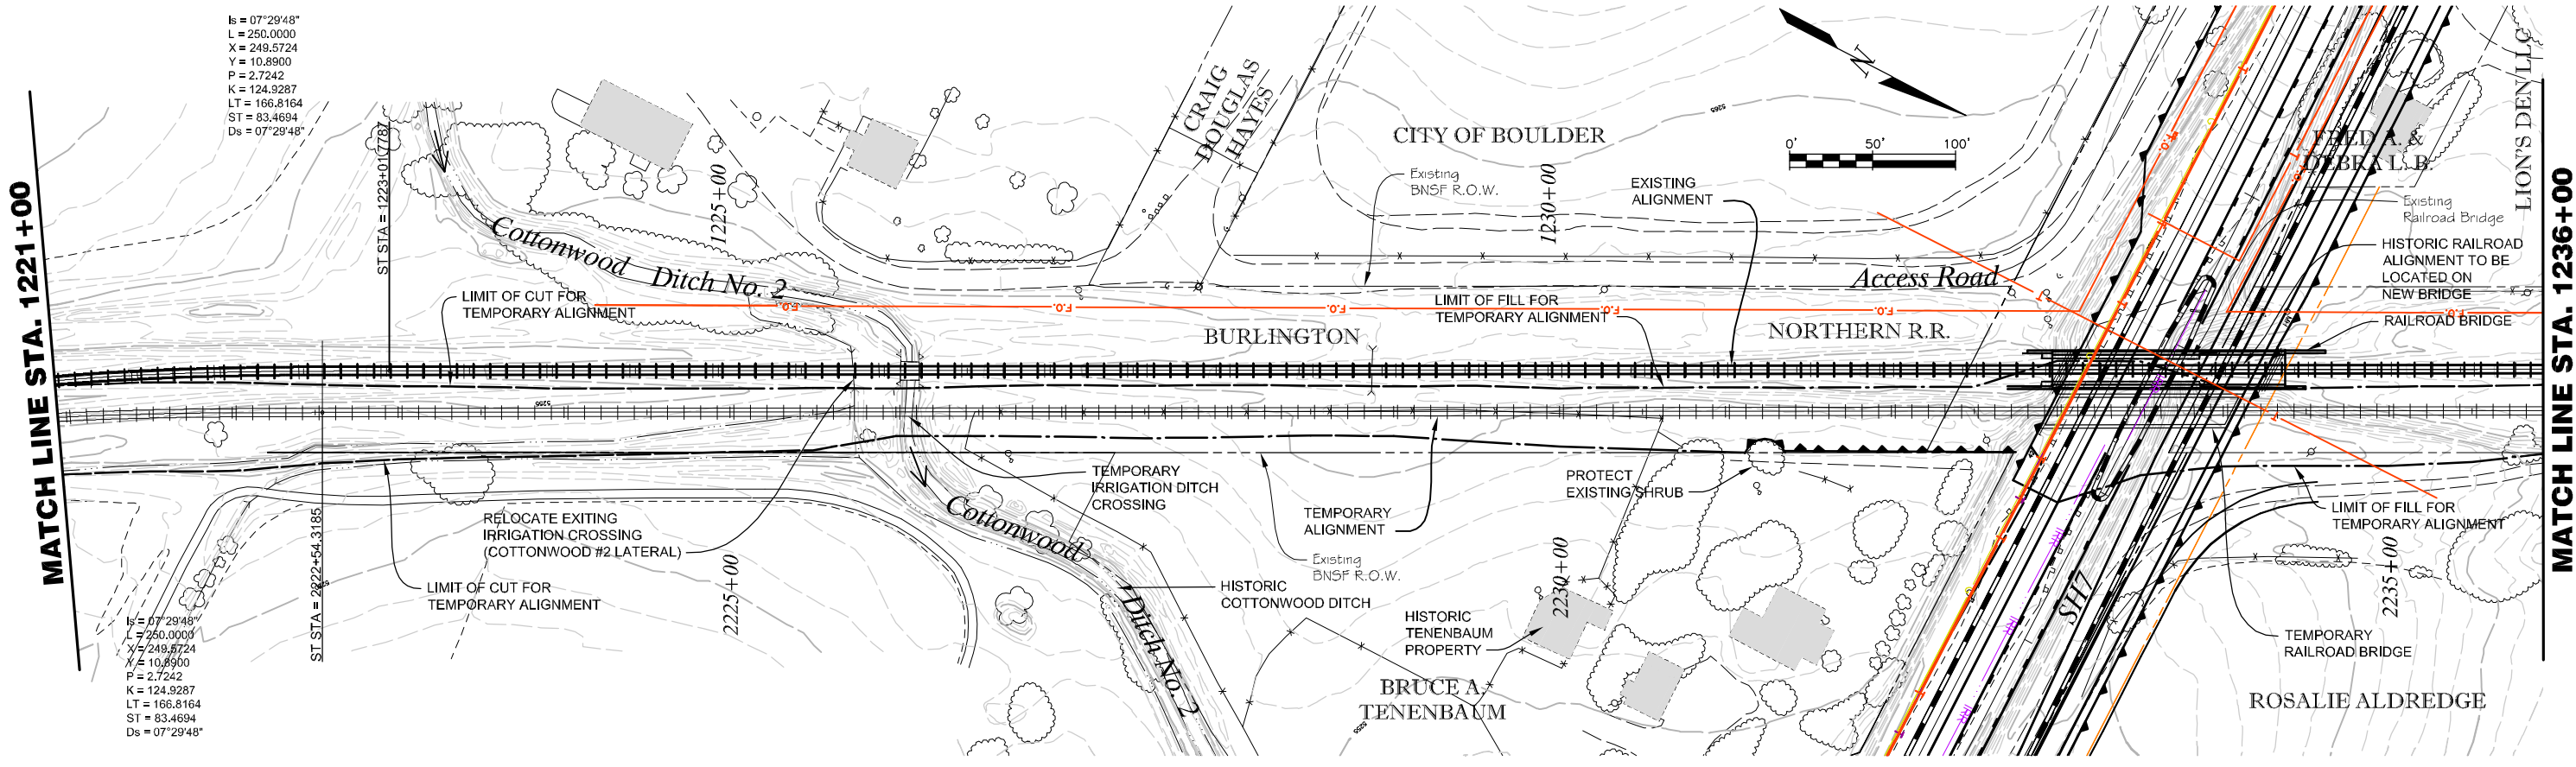 Is = 07°29'48"
L = 250.0000
X = 249.5724
Y = 10.8900
P = 2.7242
K = 124.9287
LT = 166.8164
ST = 83.4694
Ds = 07°29'48"
MATCH LINE STA. 1221+00
ST STA = 1223+01.7787
Cottonwood Ditch No. 2
1225+00
CRAIG
DOUGLAS
HAYES
CITY OF BOULDER
Existing
BNSF R.O.W.
1230+00
EXISTING
ALIGNMENT
5265
N
0' 50' 100'
Access Road
FRED A. &
DEBRA L. B.
LION'S DEN LLC
Existing
Railroad Bridge
HISTORIC RAILROAD
ALIGNMENT TO BE
LOCATED ON
NEW BRIDGE
RAILROAD BRIDGE
MATCH LINE STA. 1236+00
LIMIT OF CUT FOR
TEMPORARY ALIGNMENT
F.O.
F.O.
F.O.
F.O.
F.O.
F.O.
BURLINGTON
NORTHERN R.R.
LIMIT OF FILL FOR
TEMPORARY ALIGNMENT
ST STA = 2222+54.3185
RELOCATE EXITING
IRRIGATION CROSSING
(COTTONWOOD #2 LATERAL)
LIMIT OF CUT FOR
TEMPORARY ALIGNMENT
2225+00
TEMPORARY
IRRIGATION DITCH
CROSSING
Cottonwood
Ditch No. 2
HISTORIC
COTTONWOOD DITCH
TEMPORARY
ALIGNMENT
Existing
BNSF R.O.W.
PROTECT
EXISTING SHRUB
2230+00
HISTORIC
TENENBAUM
PROPERTY
BRUCE A.
TENENBAUM
SH7
LIMIT OF FILL FOR
TEMPORARY ALIGNMENT
2235+00
TEMPORARY
RAILROAD BRIDGE
ROSALIE ALDREDGE
Is = 07°29'48"
L = 250.0000
X = 249.5724
Y = 10.8900
P = 2.7242
K = 124.9287
LT = 166.8164
ST = 83.4694
Ds = 07°29'48"